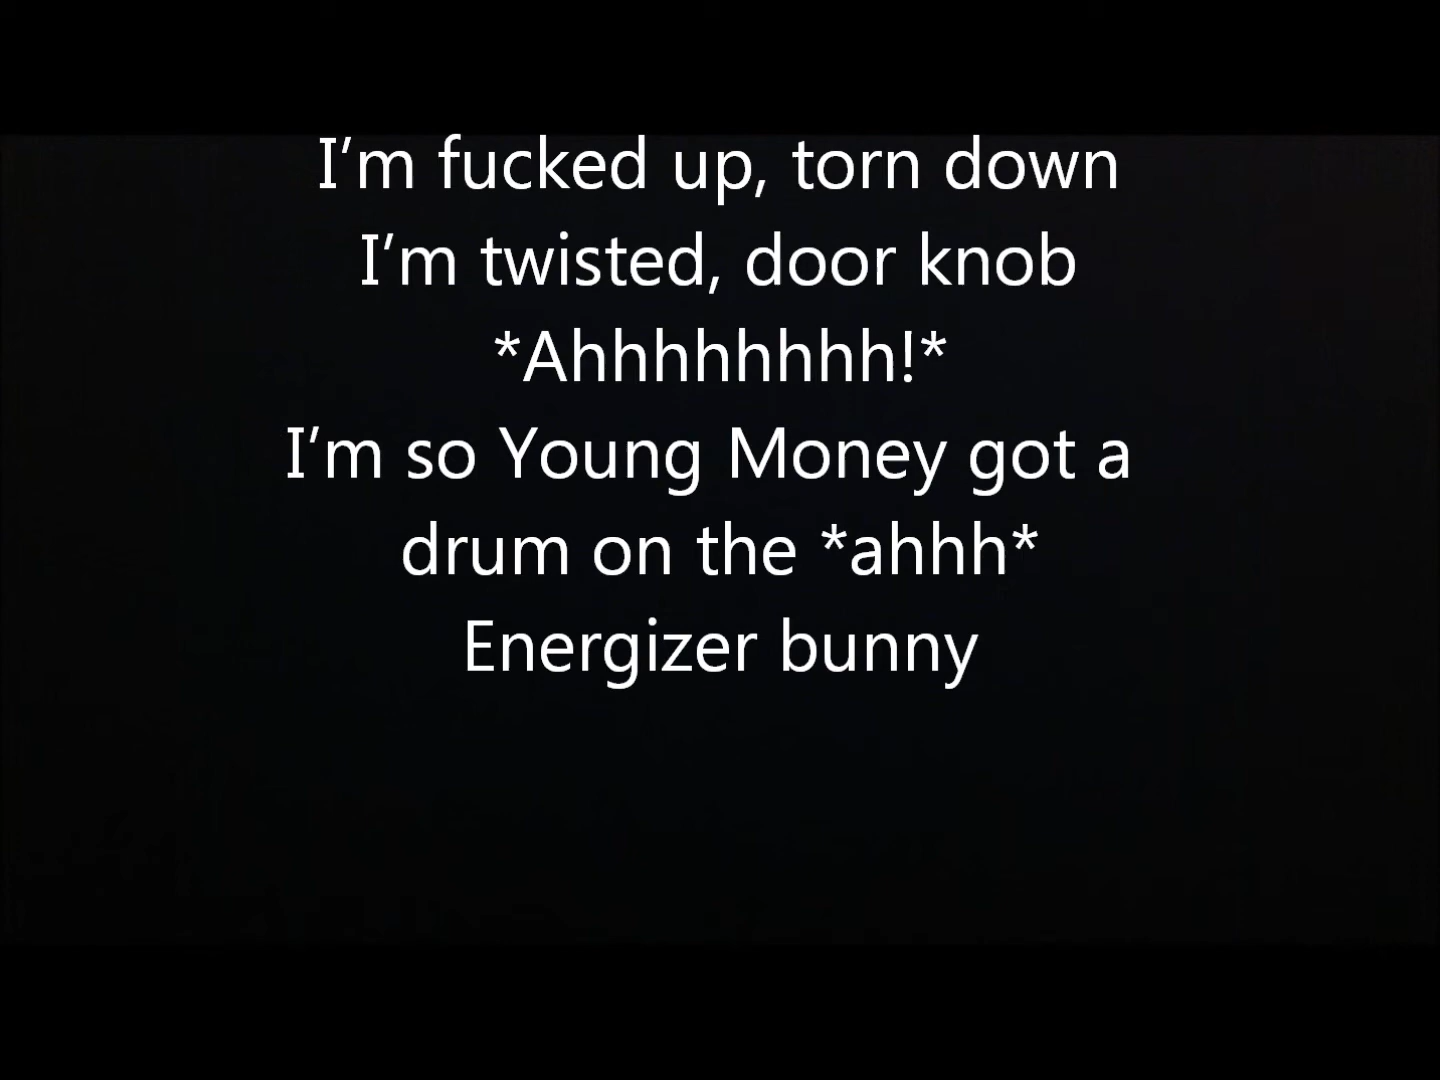 I’m fucked up, torn down
I’m twisted, door knob
*Ahhhhhhhh!*
I’m so Young Money got a
drum on the *ahhh*
Energizer bunny